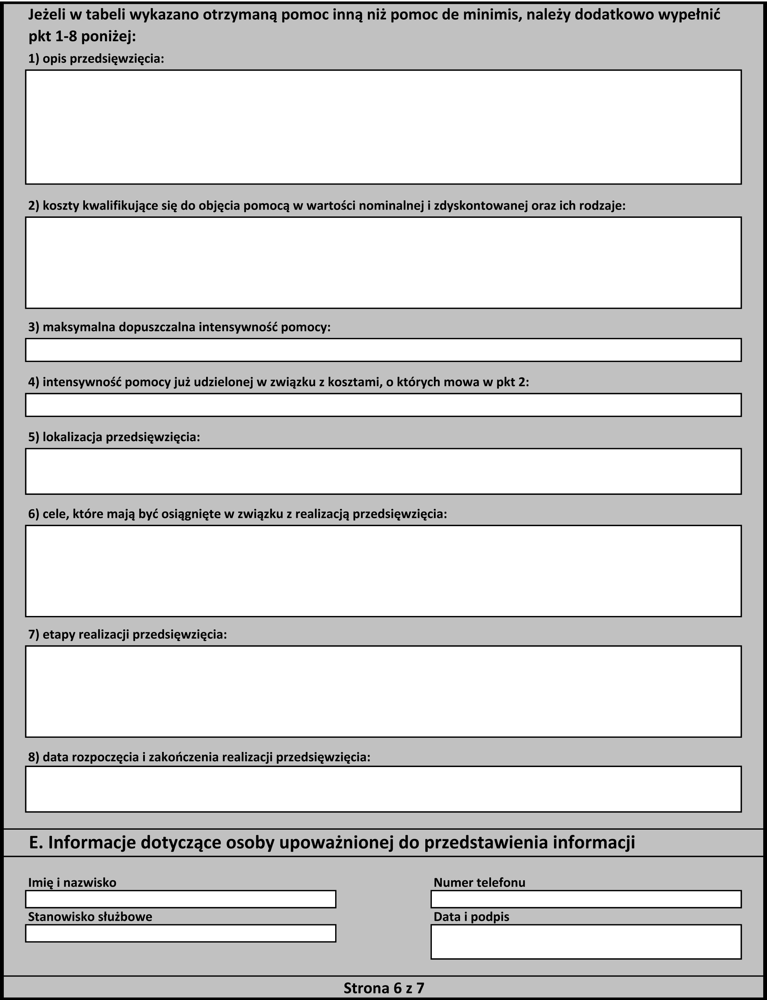 Jeżeli w tabeli wykazano otrzymaną pomoc inną niż pomoc de minimis, należy dodatkowo wypełnić
pkt 1-8 poniżej:
1) opis przedsięwzięcia:
2) koszty kwalifikujące się do objęcia pomocą w wartości nominalnej i zdyskontowanej oraz ich rodzaje:
3) maksymalna dopuszczalna intensywność pomocy:
4) intensywność pomocy już udzielonej w związku z kosztami, o których mowa w pkt 2:
5) lokalizacja przedsięwzięcia:
6) cele, które mają być osiągnięte w związku z realizacją przedsięwzięcia:
7) etapy realizacji przedsięwzięcia:
8) data rozpoczęcia i zakończenia realizacji przedsięwzięcia:
E. Informacje dotyczące osoby upoważnionej do przedstawienia informacji
Imię i nazwisko
Numer telefonu
Stanowisko służbowe
Data i podpis
Strona 6 z 7